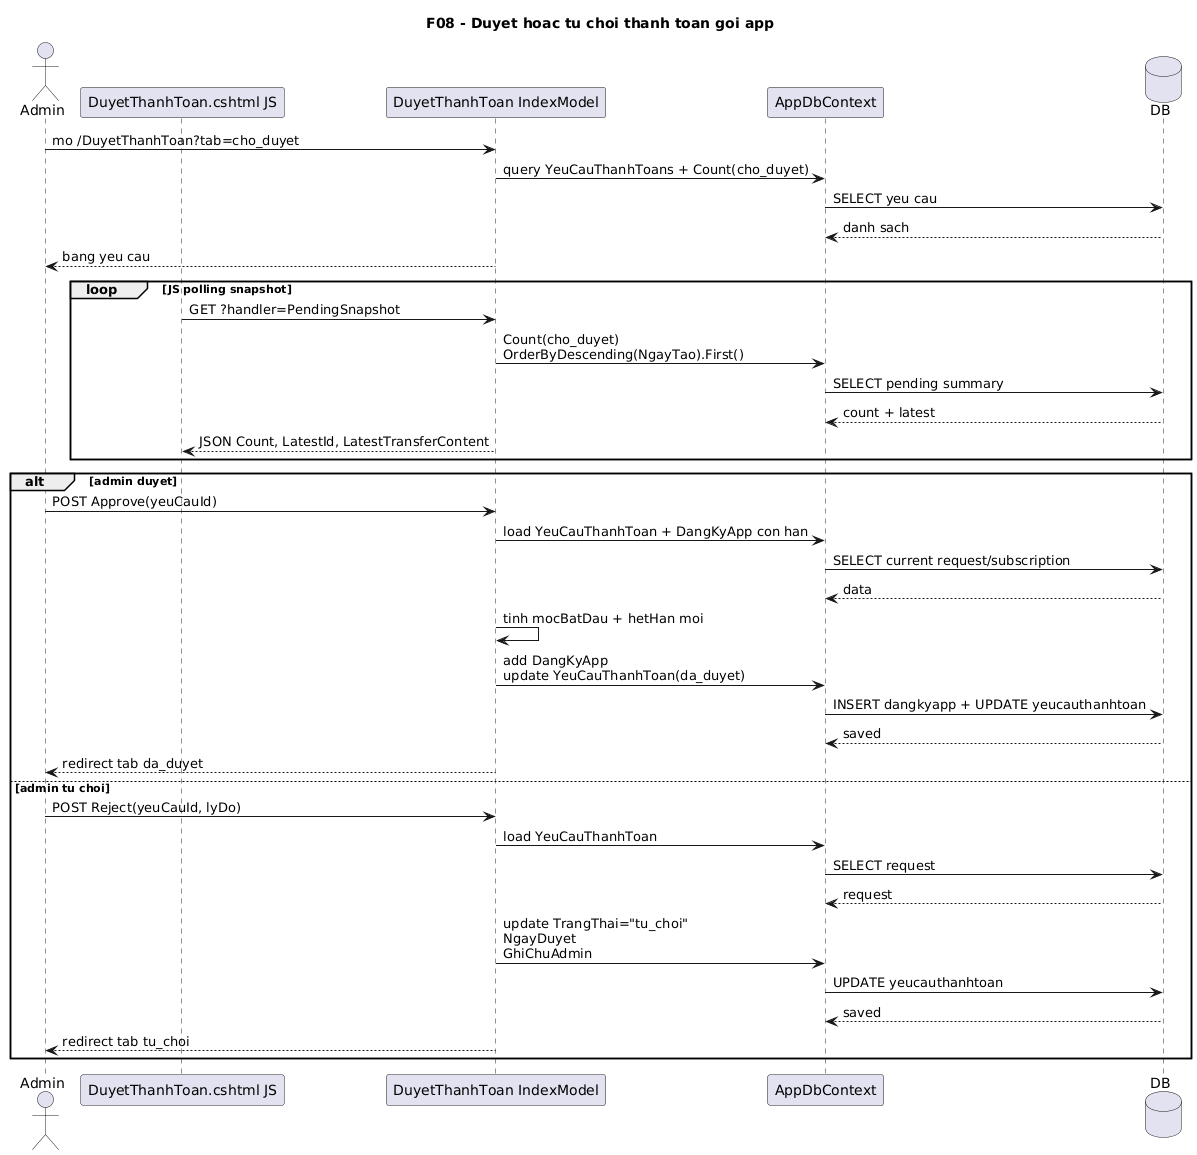 F08 - Duyet hoac tu choi thanh toan goi app
Admin
DuyetThanhToan.cshtml JS
DuyetThanhToan IndexModel
AppDbContext
DB
mo /DuyetThanhToan?tab=cho_duyet
query YeuCauThanhToans + Count(cho_duyet)
SELECT yeu cau
danh sach
bang yeu cau
loop
[JS polling snapshot]
GET ?handler=PendingSnapshot
Count(cho_duyet)
OrderByDescending(NgayTao).First()
SELECT pending summary
count + latest
JSON Count, LatestId, LatestTransferContent
alt
[admin duyet]
POST Approve(yeuCauId)
load YeuCauThanhToan + DangKyApp con han
SELECT current request/subscription
data
tinh mocBatDau + hetHan moi
add DangKyApp
update YeuCauThanhToan(da_duyet)
INSERT dangkyapp + UPDATE yeucauthanhtoan
saved
redirect tab da_duyet
[admin tu choi]
POST Reject(yeuCauId, lyDo)
load YeuCauThanhToan
SELECT request
request
update TrangThai="tu_choi"
NgayDuyet
GhiChuAdmin
UPDATE yeucauthanhtoan
saved
redirect tab tu_choi
Admin
DuyetThanhToan.cshtml JS
DuyetThanhToan IndexModel
AppDbContext
DB